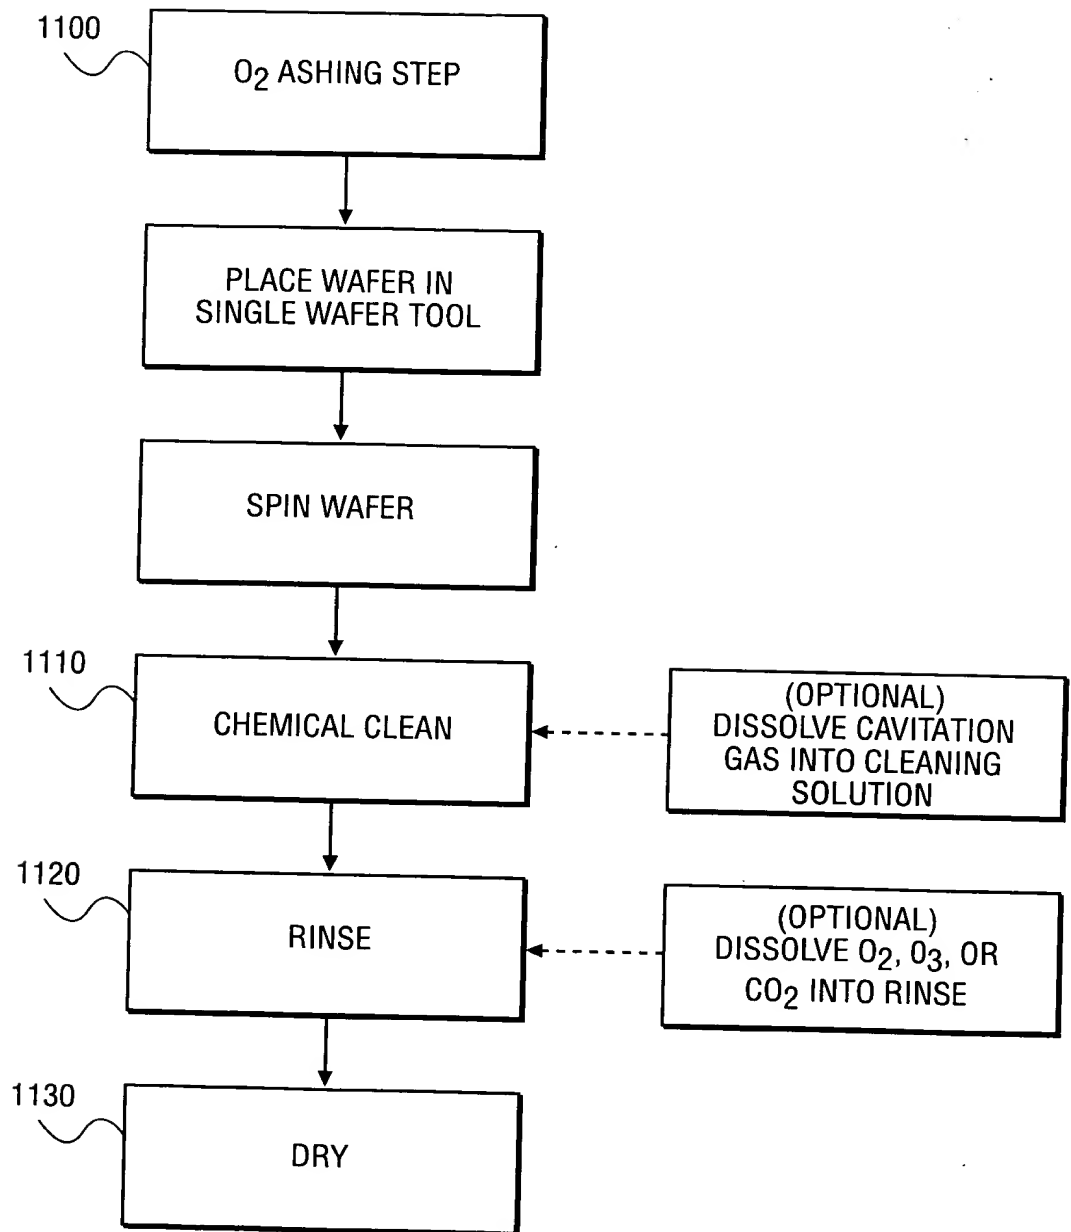 1100
O2 ASHING STEP
PLACE WAFER IN
SINGLE WAFER TOOL
SPIN WAFER
1110
CHEMICAL CLEAN
(OPTIONAL)
DISSOLVE CAVITATION
GAS INTO CLEANING
SOLUTION
1120
RINSE
(OPTIONAL)
DISSOLVE O2, O3, OR
CO2 INTO RINSE
1130
DRY